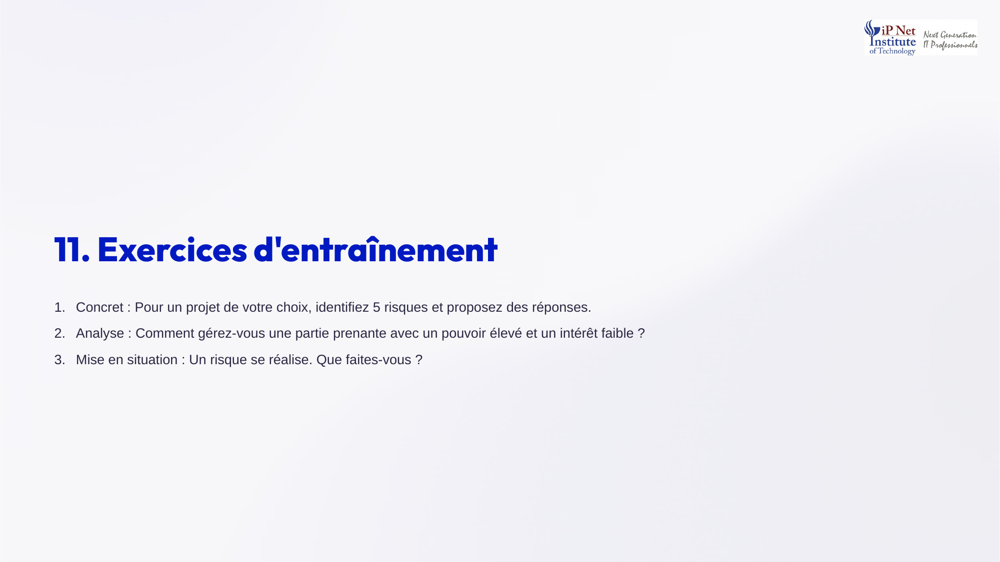 iP Net
Institute
of Technology
Next Generation
IT Professionnels
11. Exercices d'entraînement
1. Concret : Pour un projet de votre choix, identifiez 5 risques et proposez des réponses.
2. Analyse : Comment gérez-vous une partie prenante avec un pouvoir élevé et un intérêt faible ?
3. Mise en situation : Un risque se réalise. Que faites-vous ?